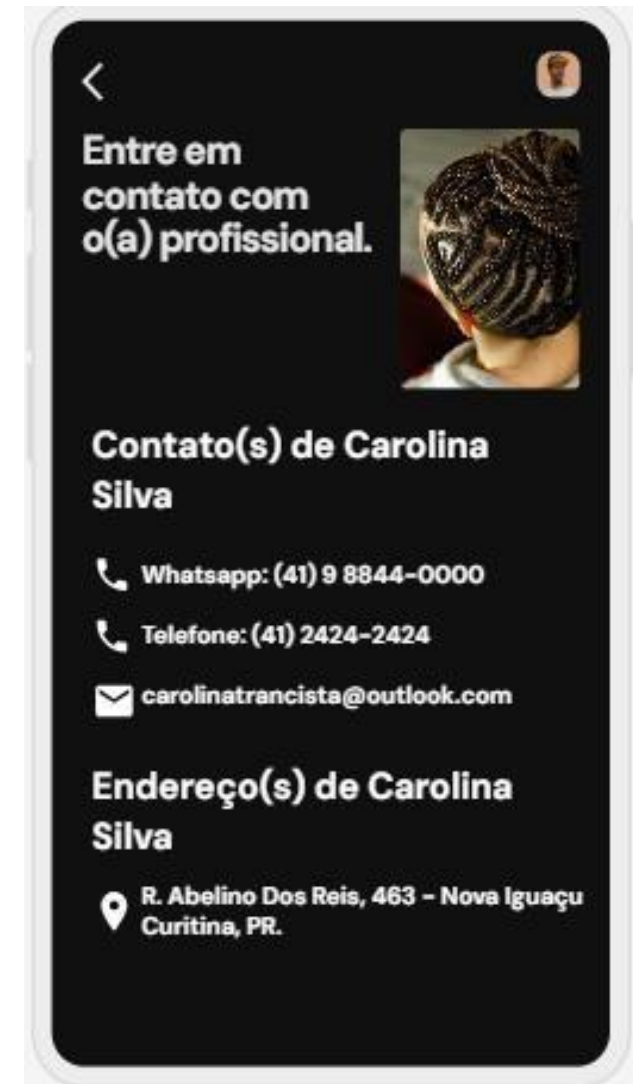 Entre em
contato com
o(a) profissional.
Contato(s) de Carolina
Silva
Whatsapp: (41) 9 8844-0000
Telefone: (41) 2424-2424
carolinatrancista@outlook.com
Endereço(s) de Carolina
Silva
R. Abelino Dos Reis, 463 - Nova Iguaçu
Curitina, PR.